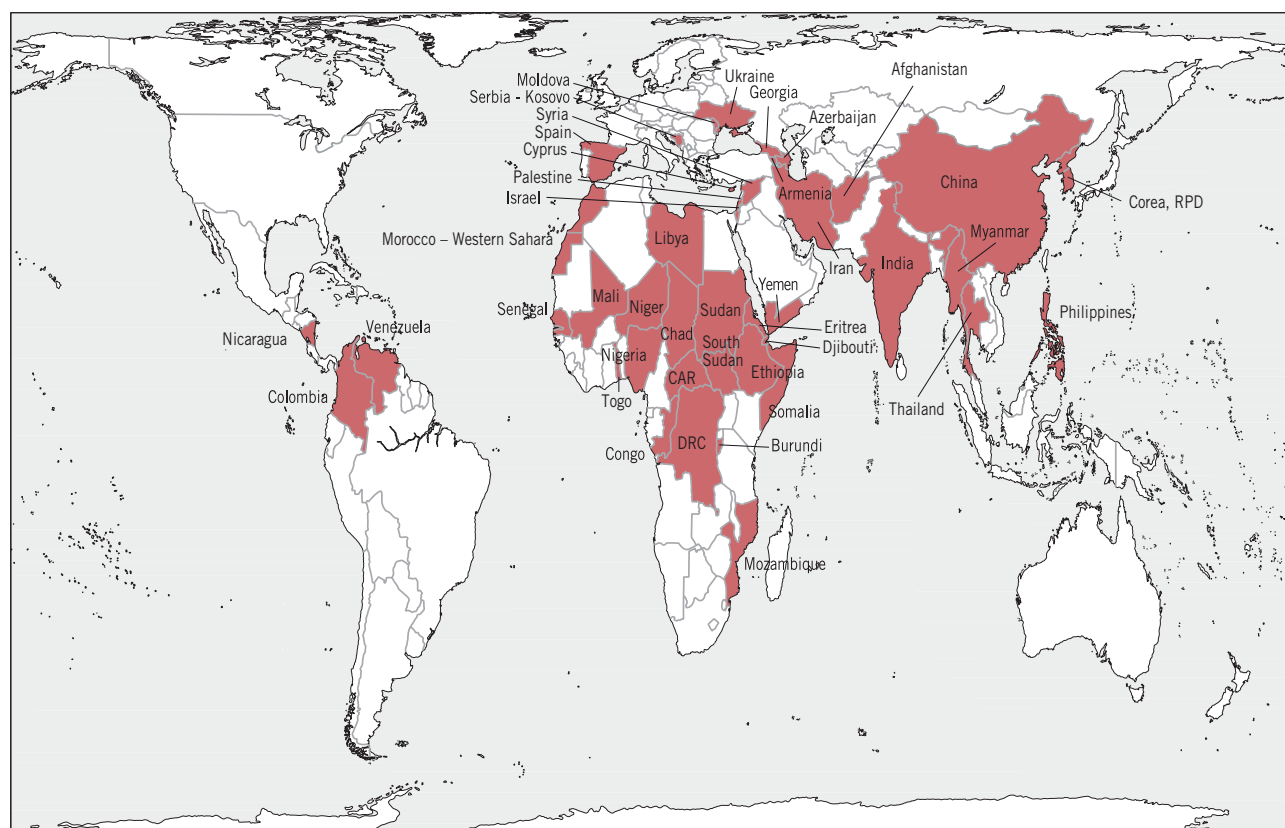 Moldova
Ukraine
Afghanistan
Serbia - Kosovo
Georgia
Syria
Azerbaijan
Spain
Cyprus
Palestine
Armenia
China
Israel
Corea, RPD
Morocco – Western Sahara
Libya
Myanmar
Iran
India
Yemen
Mali
Niger
Senegal
Sudan
Philippines
Eritrea
Venezuela
Nicaragua
Chad
Djibouti
South
Sudan
Nigeria
Ethiopia
CAR
Colombia
Togo
Thailand
Somalia
DRC
Burundi
Congo
Mozambique